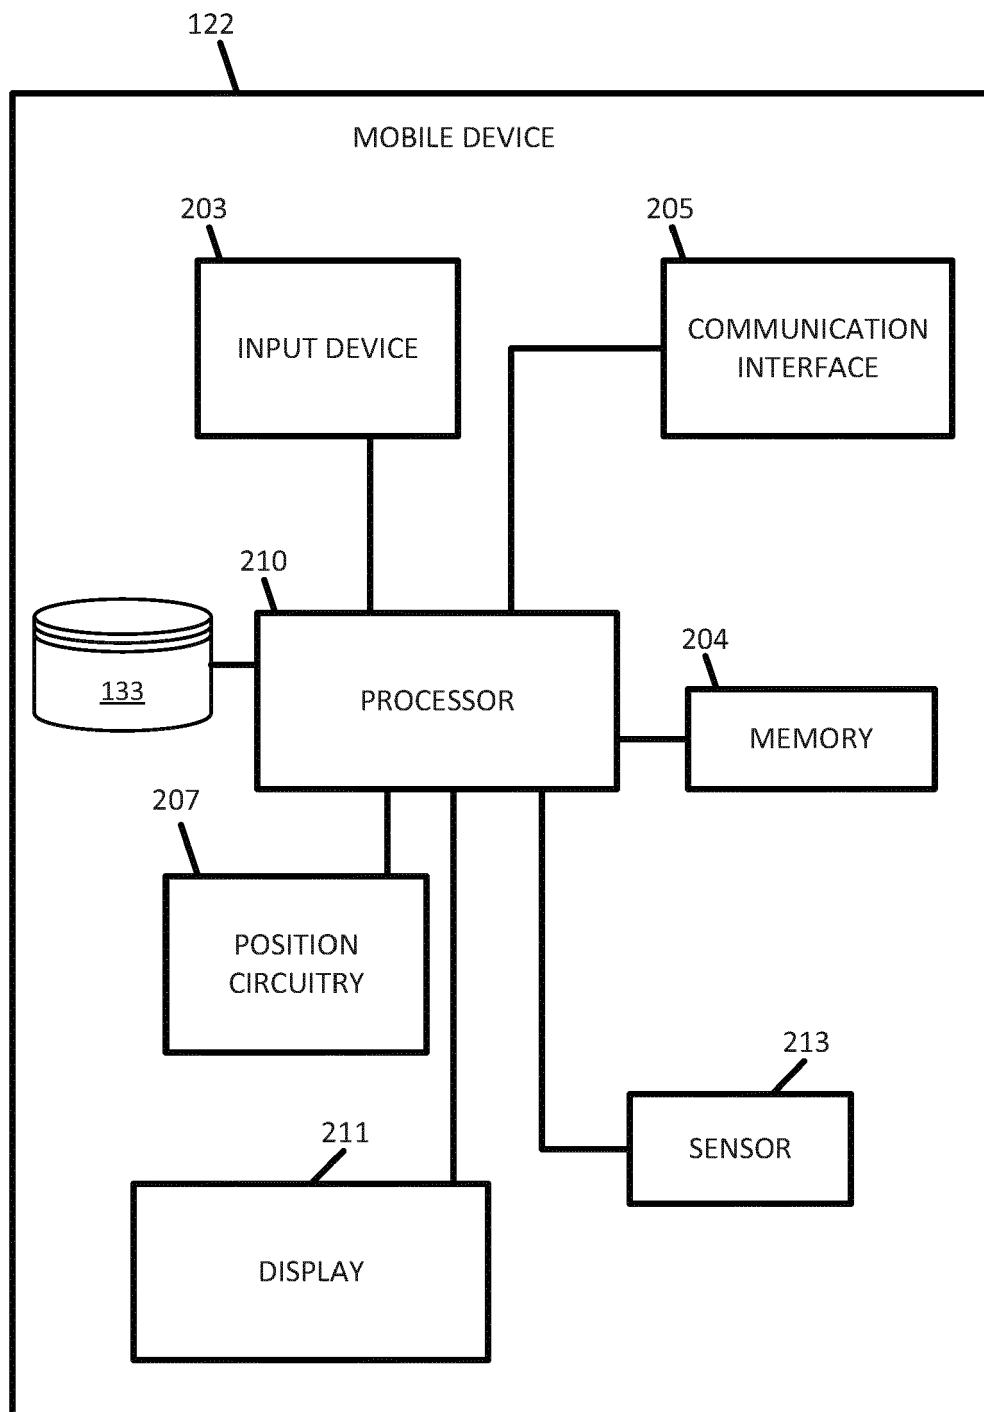 122
MOBILE DEVICE
203
205
INPUT DEVICE
COMMUNICATION
INTERFACE
210
204
133
PROCESSOR
MEMORY
207
POSITION
CIRCUITRY
213
SENSOR
211
DISPLAY